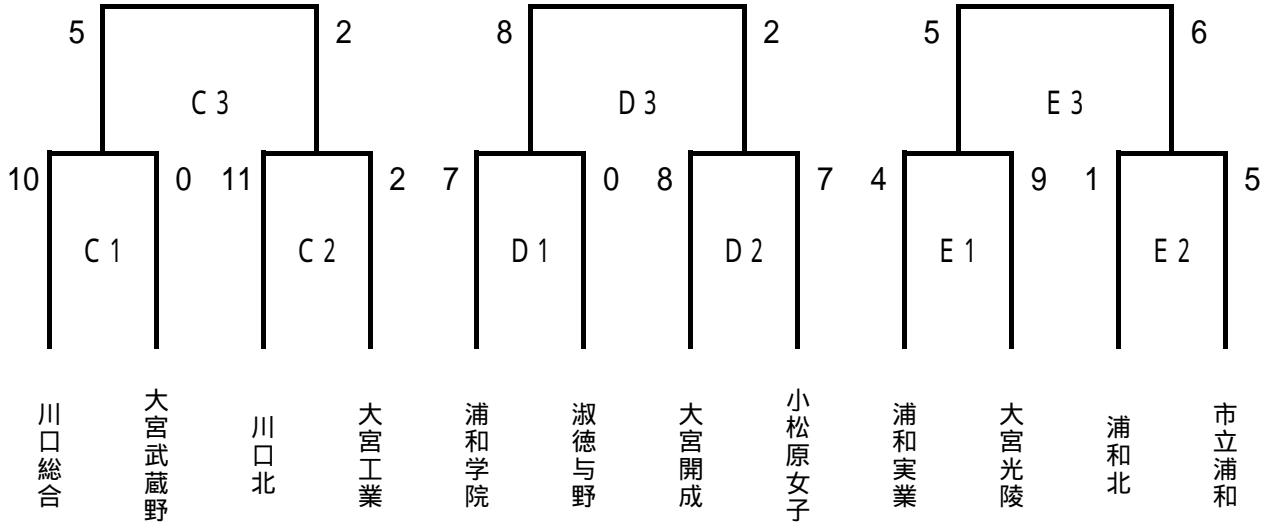 5 2 8 2 5 6
C 3 D 3 E 3
10 0 11 2 7 0 8 7 4 9 1 5
C 1 C 2 D 1 D 2 E 1 E 2
川口総合
大宮武蔵野
川口北
大宮工業
浦和学院
淑徳与野
大宮開成
小松原女子
浦和実業
大宮光陵
浦和北
市立浦和